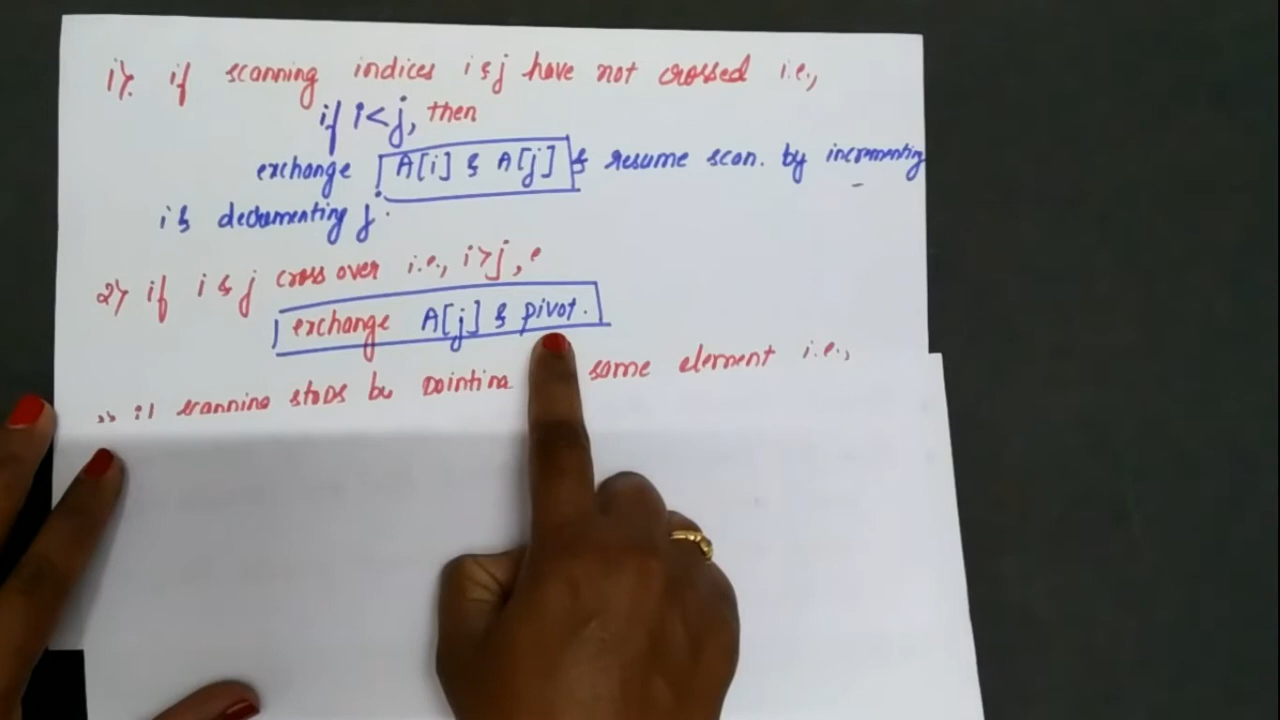 1). if scanning indices i & j have not crossed i.e.,
if i<j, then
exchange A[i] & A[j] & resume scan. by incrementing
i & decrementing j.
2) if i & j cross over i.e., i>j,
exchange A[j] & pivot.
scanning stops by pointing some element i.e.,